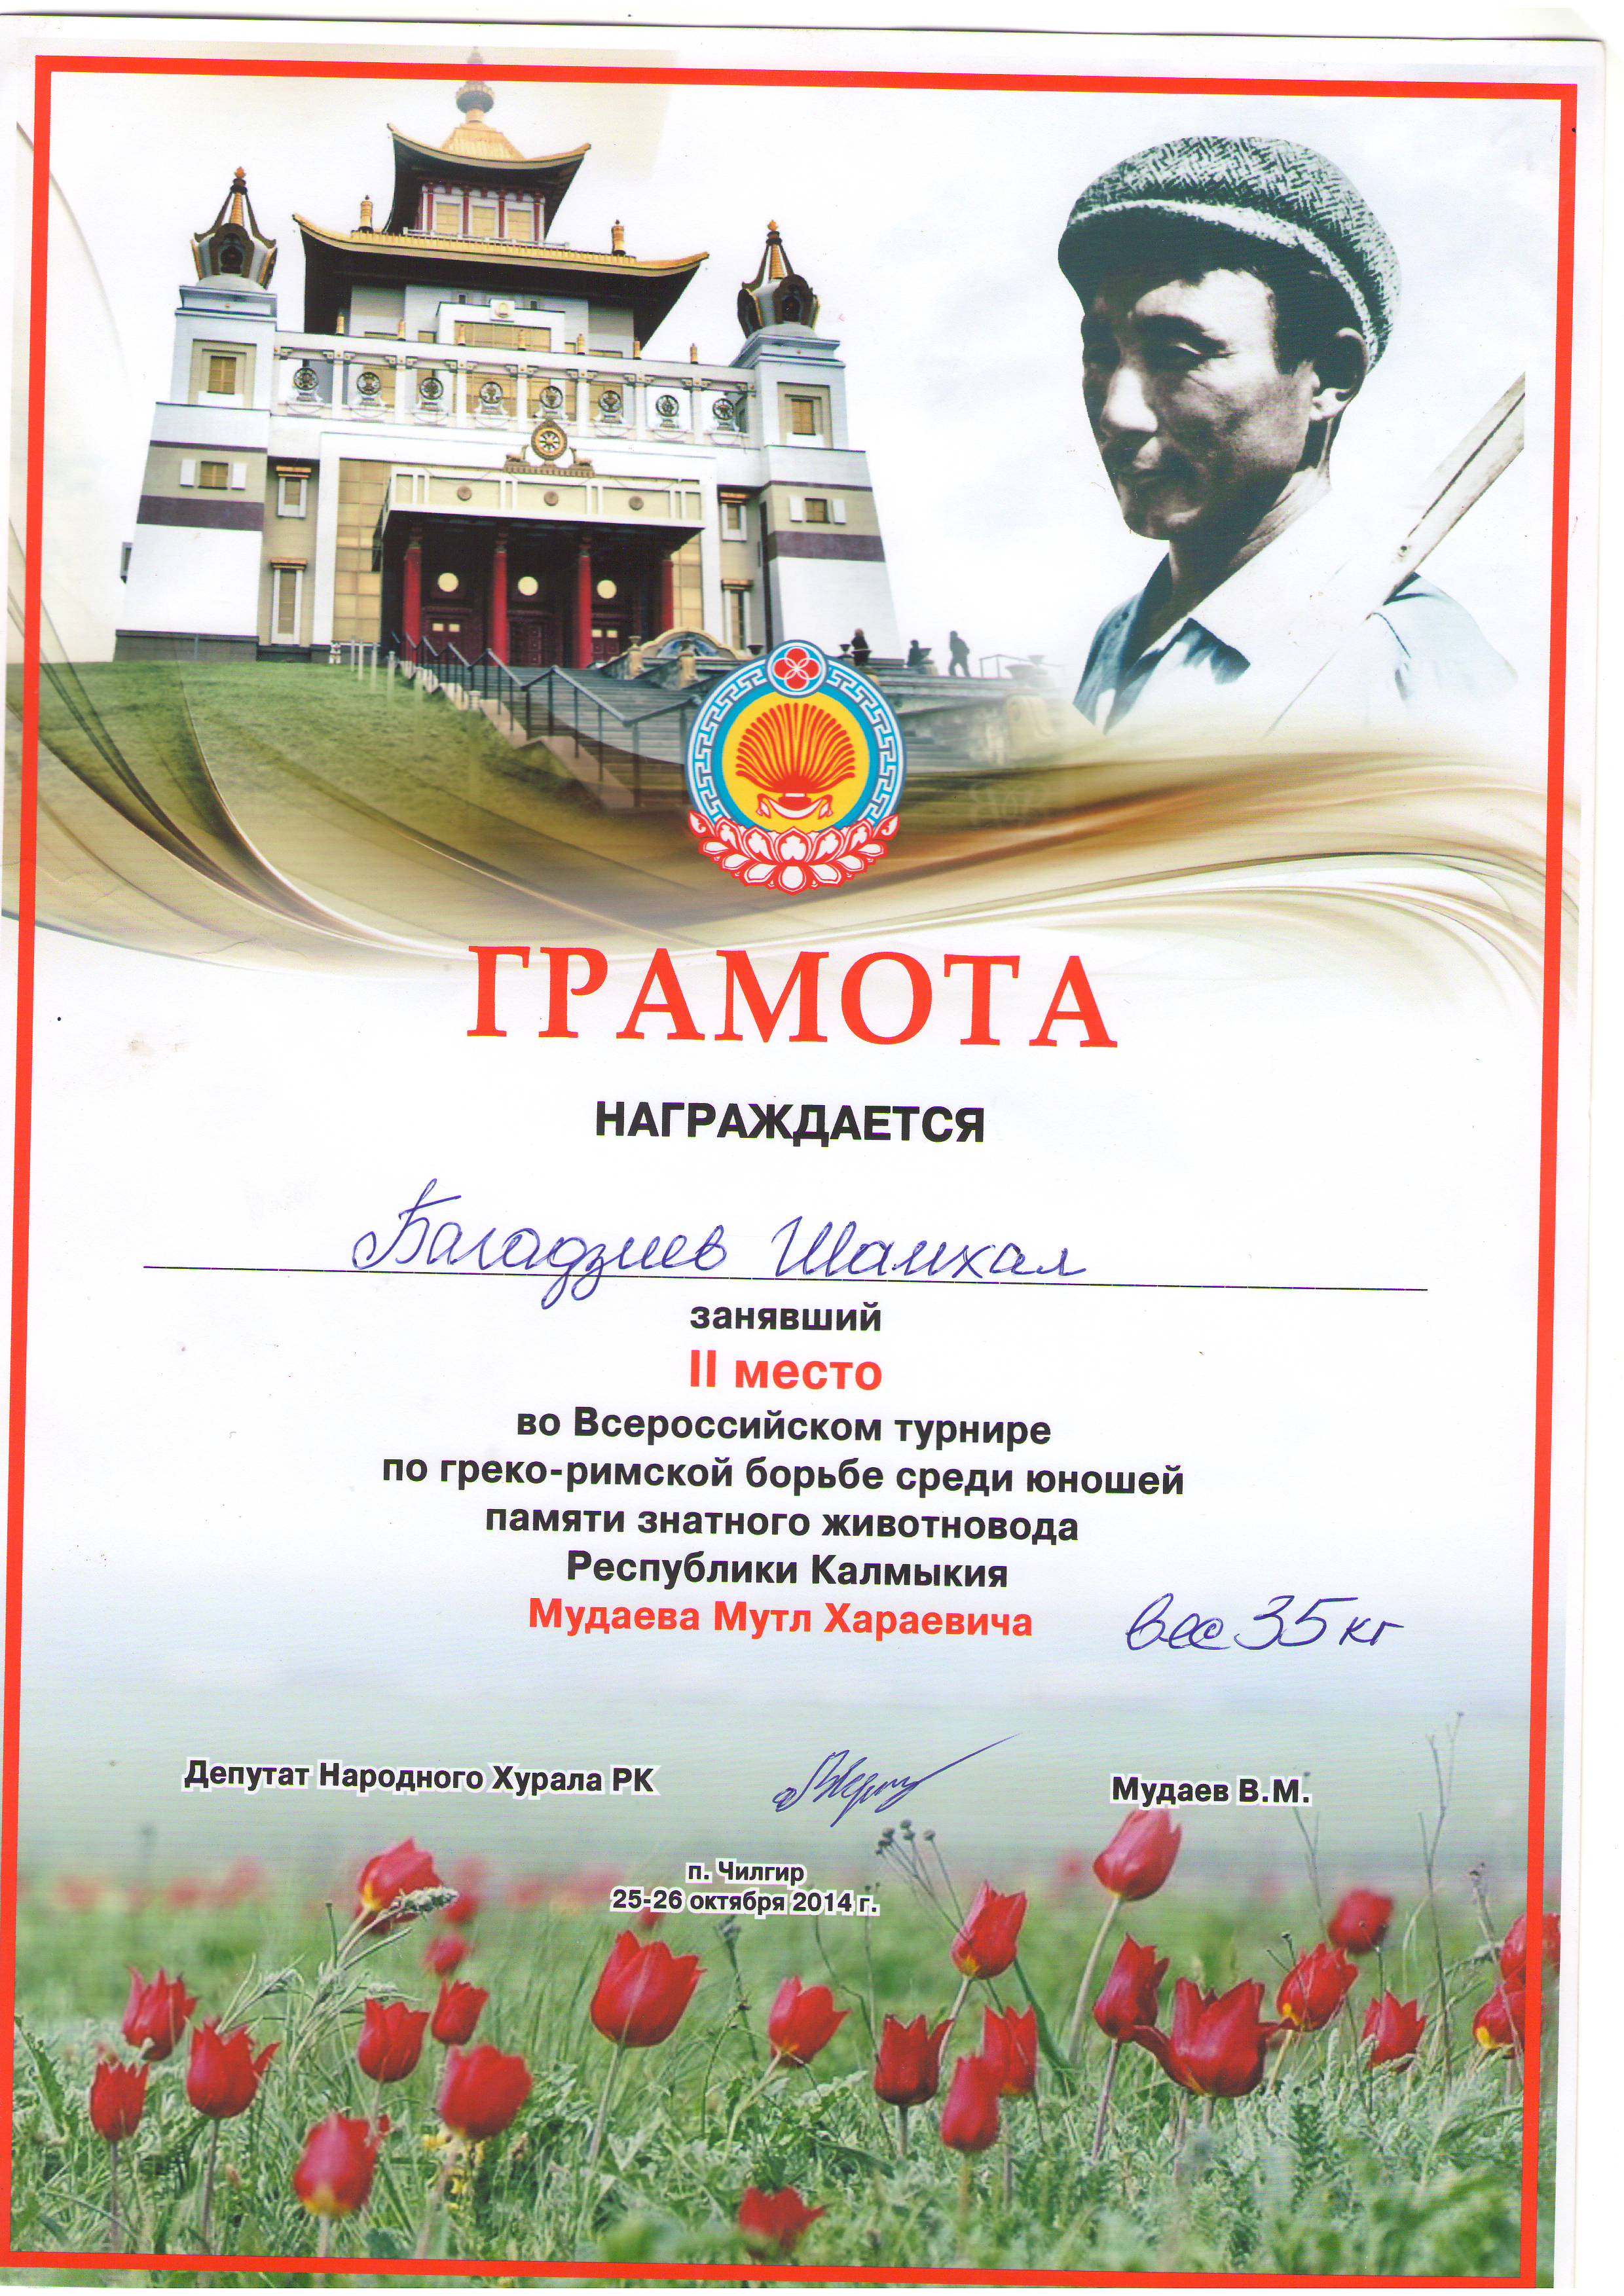 ГРАМОТА
НАГРАЖДАЕТСЯ
Багадзиев Шамхал
занявший
II место
во Всероссийском турнире
по греко-римской борьбе среди юношей
памяти знатного животновода
Республики Калмыкия
Мудаева Мутл Хараевича
вес 35 кг
Депутат Народного Хурала РК
Мудаев В.М.
п. Чилгир
25-26 октября 2014 г.